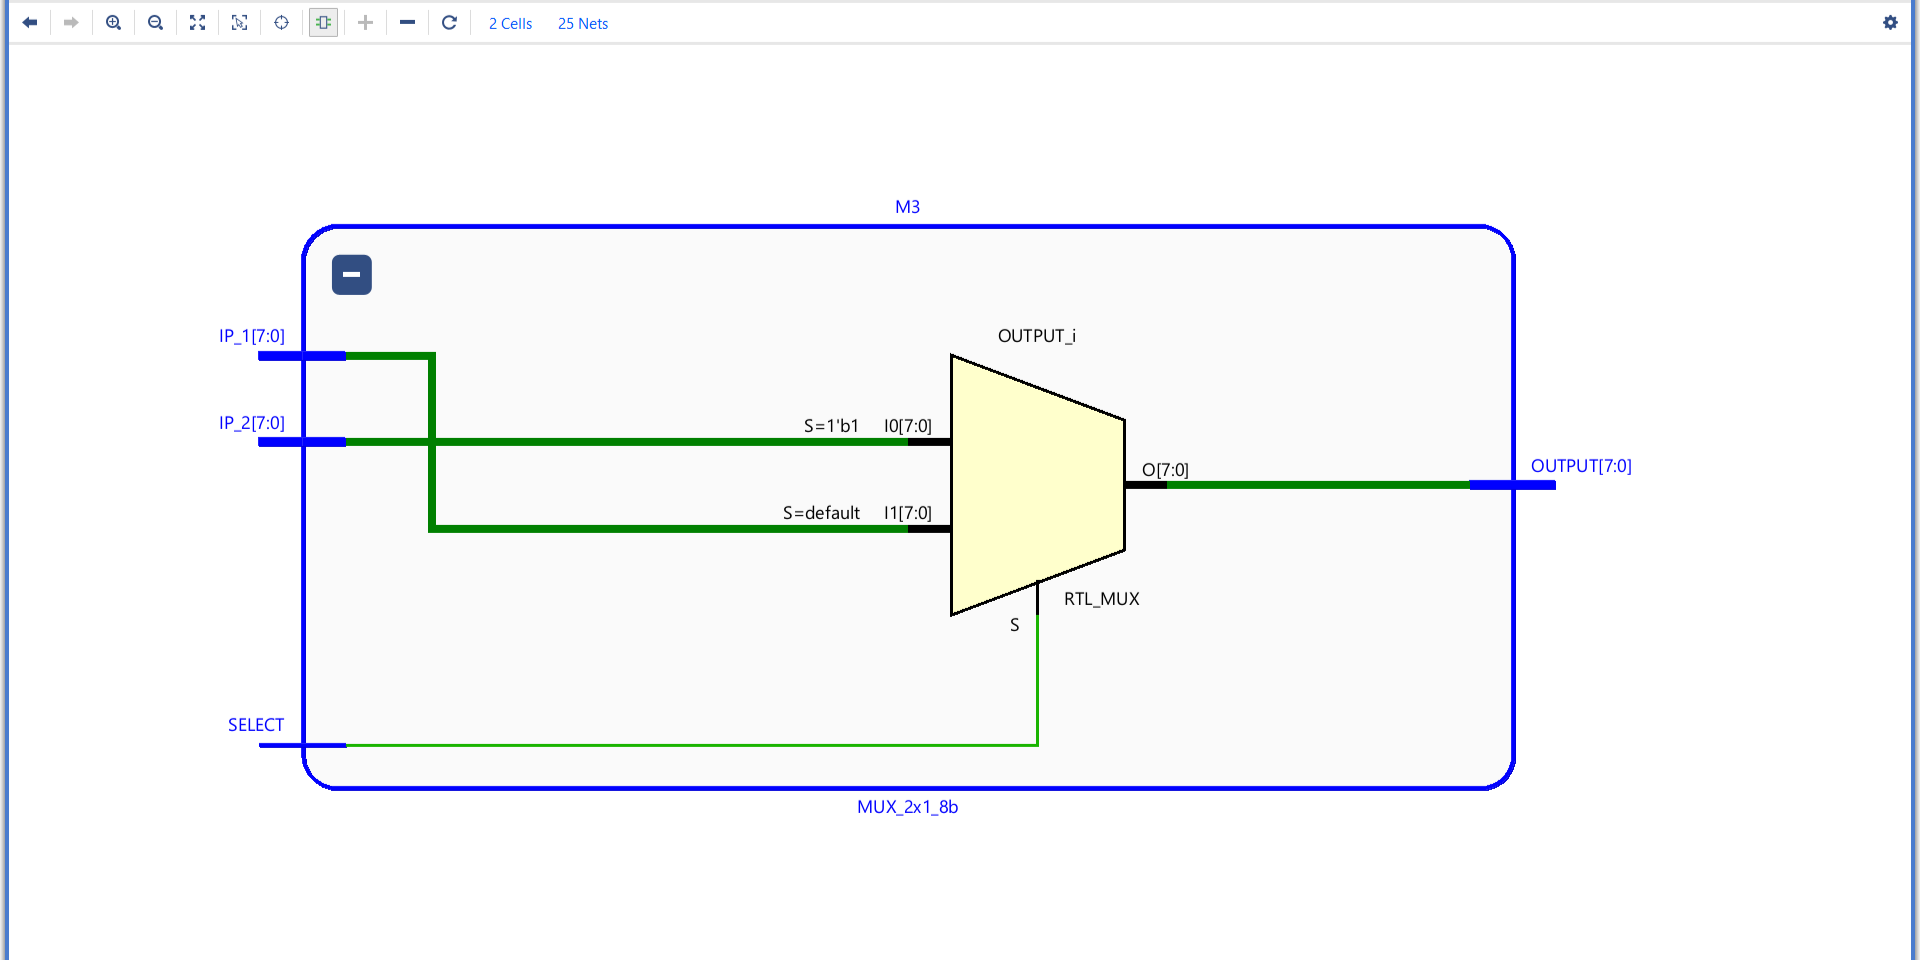 2 Cells 25 Nets
M3
IP_1[7:0]
OUTPUT_i
IP_2[7:0]
S=1'b1 I0[7:0]
O[7:0]
OUTPUT[7:0]
S=default I1[7:0]
RTL_MUX
S
SELECT
MUX_2x1_8b